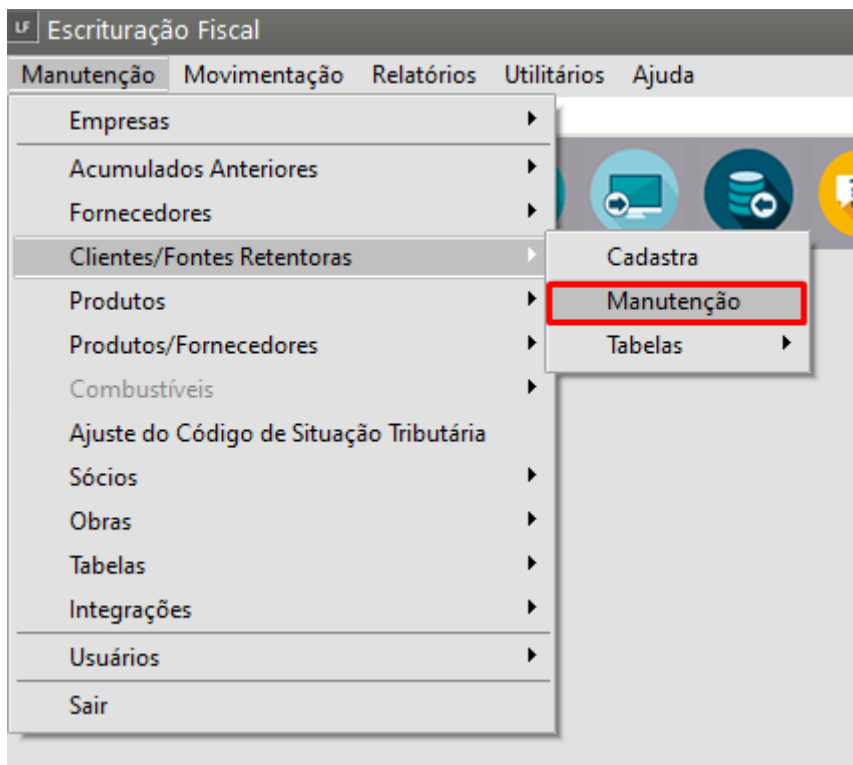 LF Escrituração Fiscal
Manutenção Movimentação Relatórios Utilitários Ajuda
Empresas
Acumulados Anteriores
Fornecedores
Clientes/Fontes Retentoras
Cadastra
Produtos
Manutenção
Produtos/Fornecedores
Tabelas
Combustíveis
Ajuste do Código de Situação Tributária
Sócios
Obras
Tabelas
Integrações
Usuários
Sair